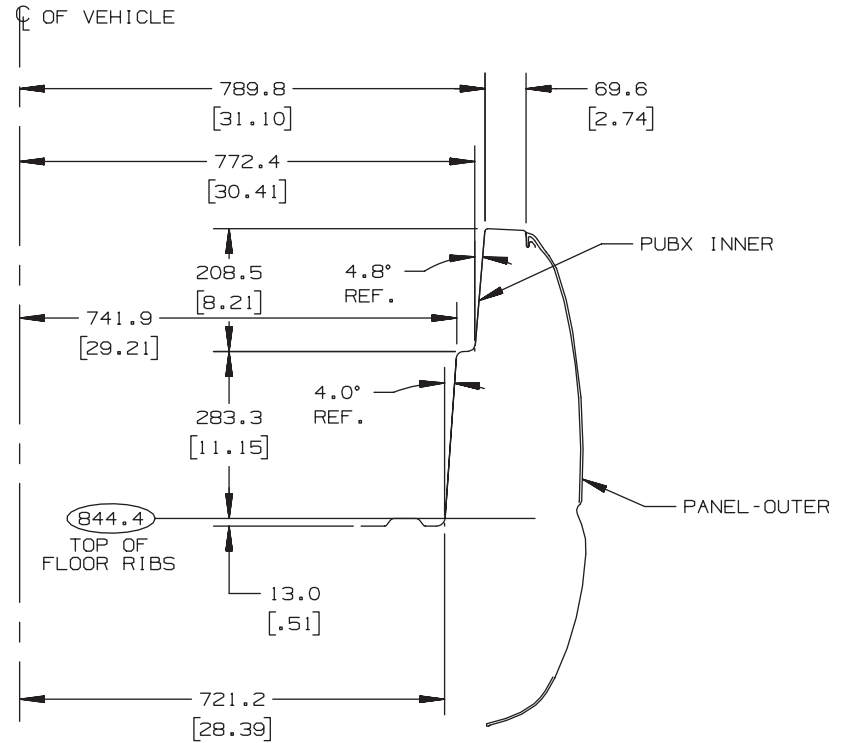 ℄ OF VEHICLE
789.8
[31.10]
69.6
[2.74]
772.4
[30.41]
PUBX INNER
208.5
[8.21]
4.8°
REF.
741.9
[29.21]
4.0°
REF.
283.3
[11.15]
844.4
TOP OF
FLOOR RIBS
PANEL-OUTER
13.0
[.51]
721.2
[28.39]